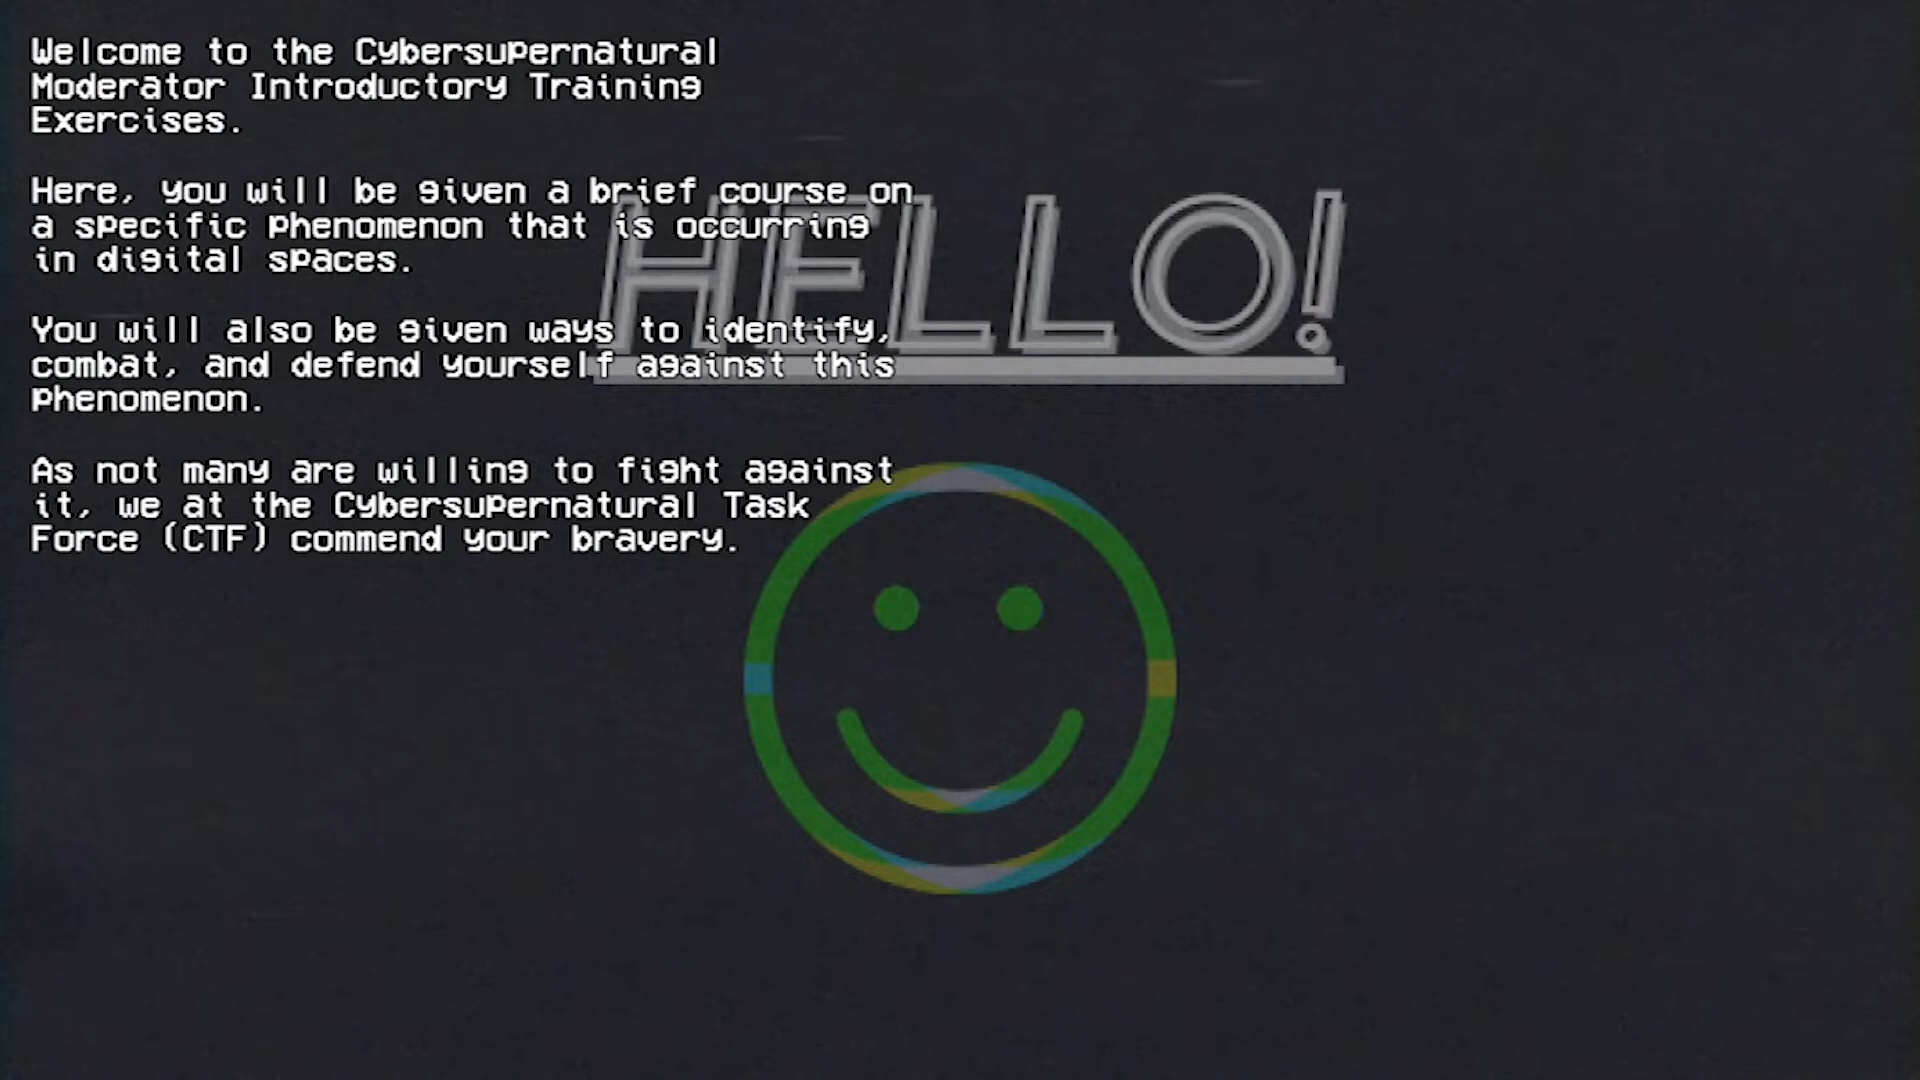 Welcome to the Cybersupernatural
Moderator Introductory Training
Exercises.
Here, you will be given a brief course on
a specific phenomenon that is occurring
in digital spaces.
You will also be given ways to identify,
combat, and defend yourself against this
phenomenon.
As not many are willing to fight against
it, we at the Cybersupernatural Task
Force (CTF) commend your bravery.
HELLO!